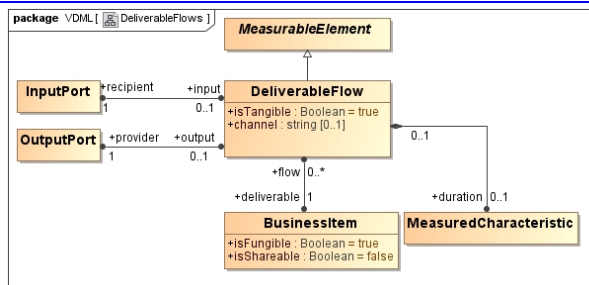 package VDML [ DeliverableFlows ]
MeasurableElement
InputPort
+recipient
1
+input
0..1
DeliverableFlow
+isTangible : Boolean = true
+channel : string [0..1]
OutputPort
+provider
1
+output
0..1
0..1
+flow 0..*
+deliverable 1
+duration 0..1
BusinessItem
+isFungible : Boolean = true
+isShareable : Boolean = false
MeasuredCharacteristic